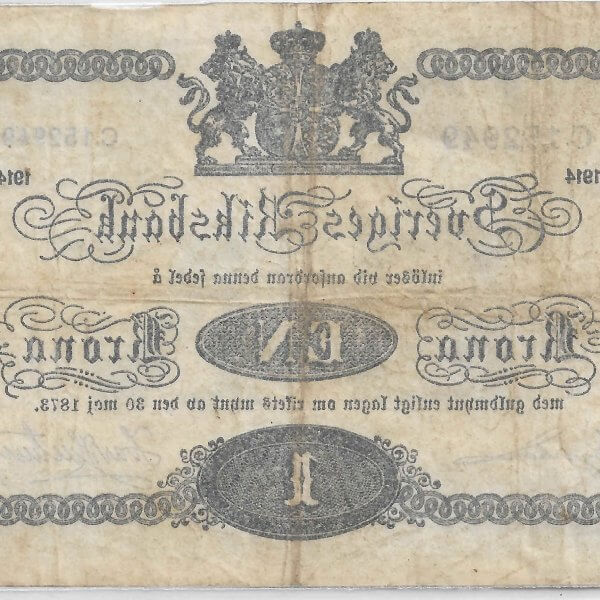 1914 1914
Sveriges Riksbank
inlöser vid anfordran denna sedel å
Krona EN Krona
med guldmynt enligt lagen om rikets mynt av den 30 maj 1873.
1